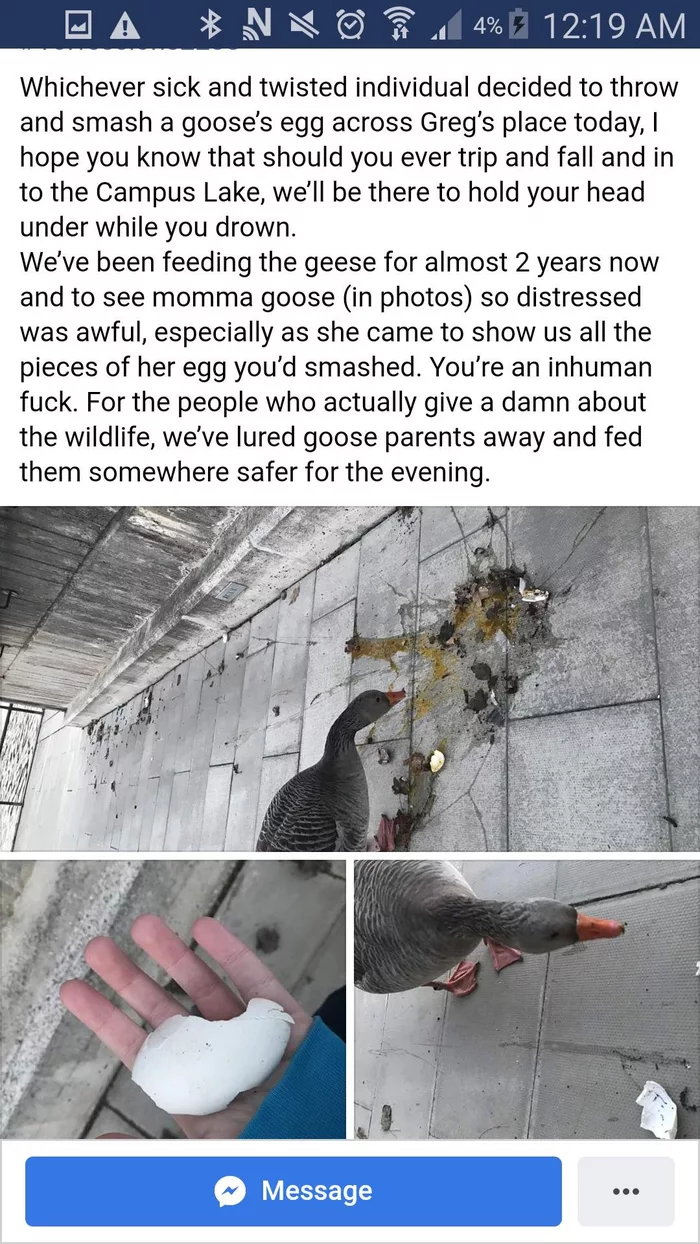 4% 12:19 AM
Whichever sick and twisted individual decided to throw
and smash a goose's egg across Greg's place today, I
hope you know that should you ever trip and fall and in
to the Campus Lake, we'll be there to hold your head
under while you drown.
We've been feeding the geese for almost 2 years now
and to see momma goose (in photos) so distressed
was awful, especially as she came to show us all the
pieces of her egg you'd smashed. You're an inhuman
fuck. For the people who actually give a damn about
the wildlife, we've lured goose parents away and fed
them somewhere safer for the evening.
Message